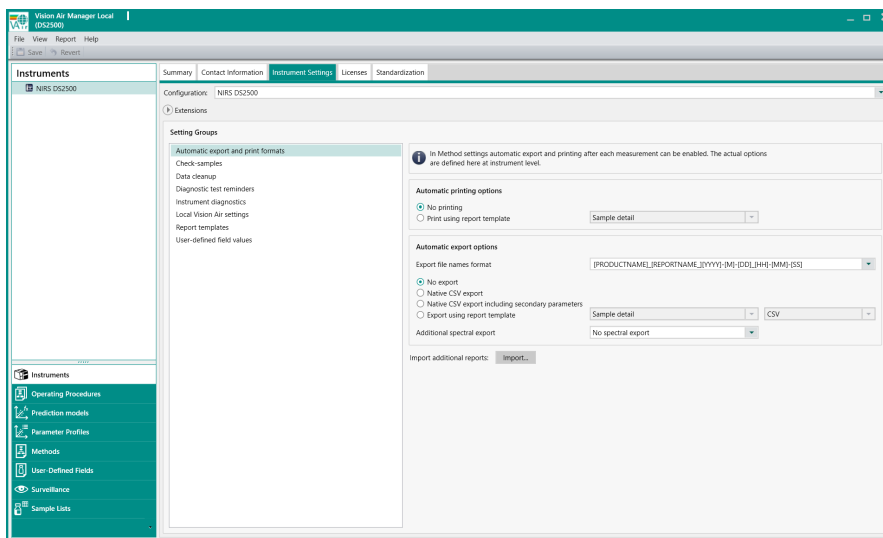 Vision Air Manager Local
(DS2500)
File View Report Help
Save Revert
Instruments
NIRS DS2500
Summary Contact Information Instrument Settings Licenses Standardization
Configuration: NIRS DS2500
Extensions
Setting Groups
Automatic export and print formats
Check-samples
Data cleanup
Diagnostic test reminders
Instrument diagnostics
Local Vision Air settings
Report templates
User-defined field values
In Method settings automatic export and printing after each measurement can be enabled. The actual options
are defined here at instrument level.
Automatic printing options
No printing
Print using report template Sample detail
Automatic export options
Export file names format [PRODUCTNAME]_[REPORTNAME_][YYYY]-[M]-[DD]_[HH]-[MM]-[SS]
No export
Native CSV export
Native CSV export including secondary parameters
Export using report template Sample detail CSV
Additional spectral export No spectral export
Import additional reports: Import...
Instruments
Operating Procedures
Prediction models
Parameter Profiles
Methods
User-Defined Fields
Surveillance
Sample Lists